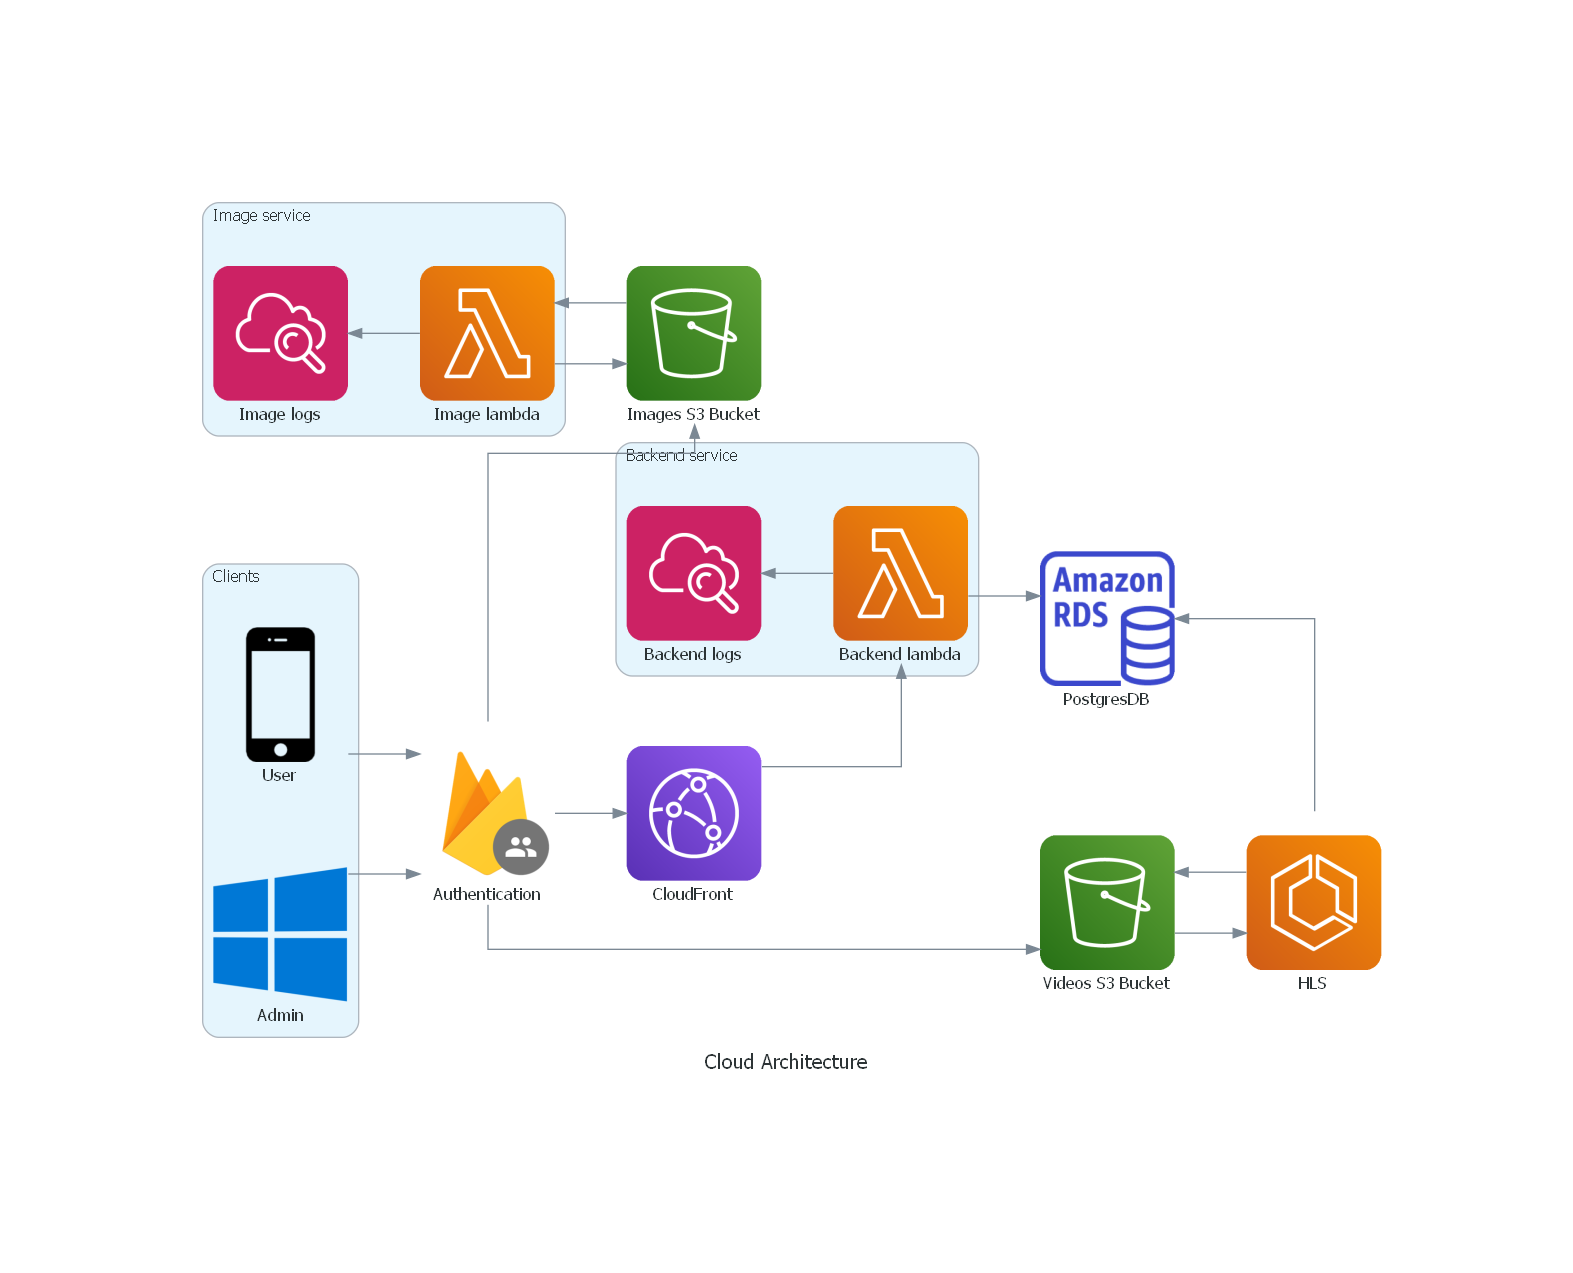 Image service
Image logs
Image lambda
Images S3 Bucket
Backend service
Backend logs
Backend lambda
Amazon
RDS
PostgresDB
Clients
User
Admin
Authentication
CloudFront
Videos S3 Bucket
HLS
Cloud Architecture